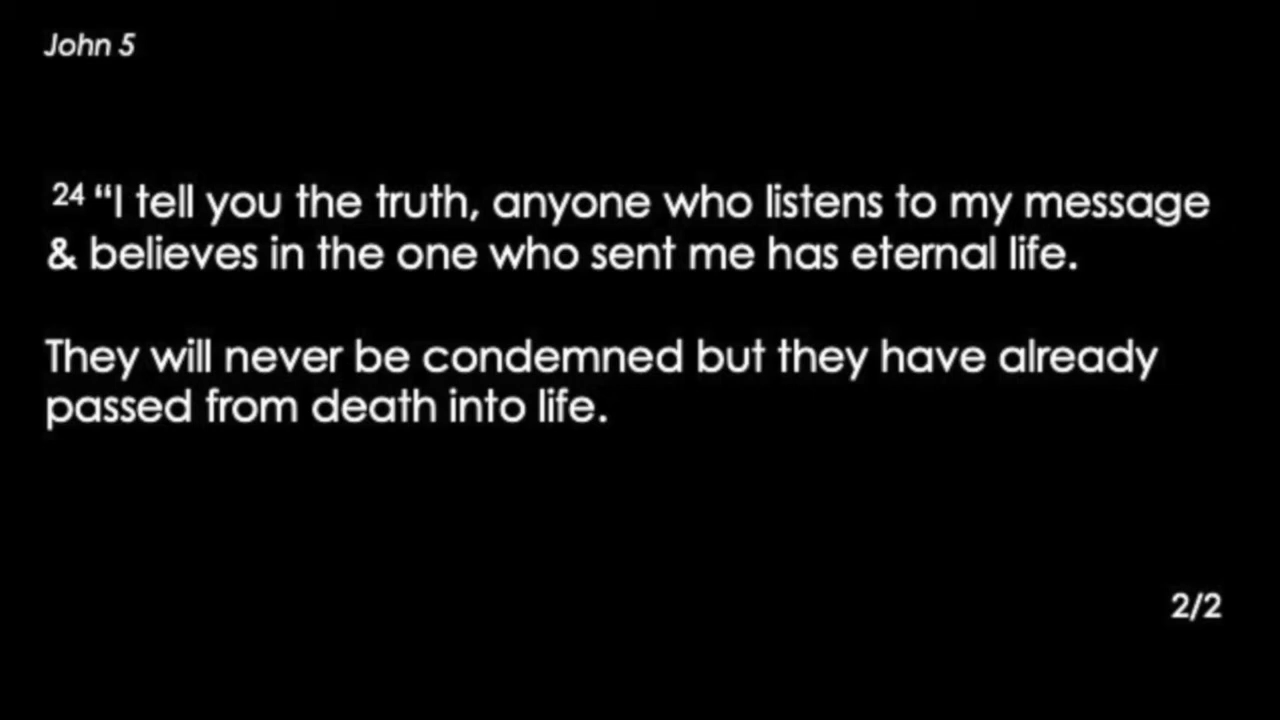 John 5
24 “I tell you the truth, anyone who listens to my message
& believes in the one who sent me has eternal life.
They will never be condemned but they have already
passed from death into life.
2/2